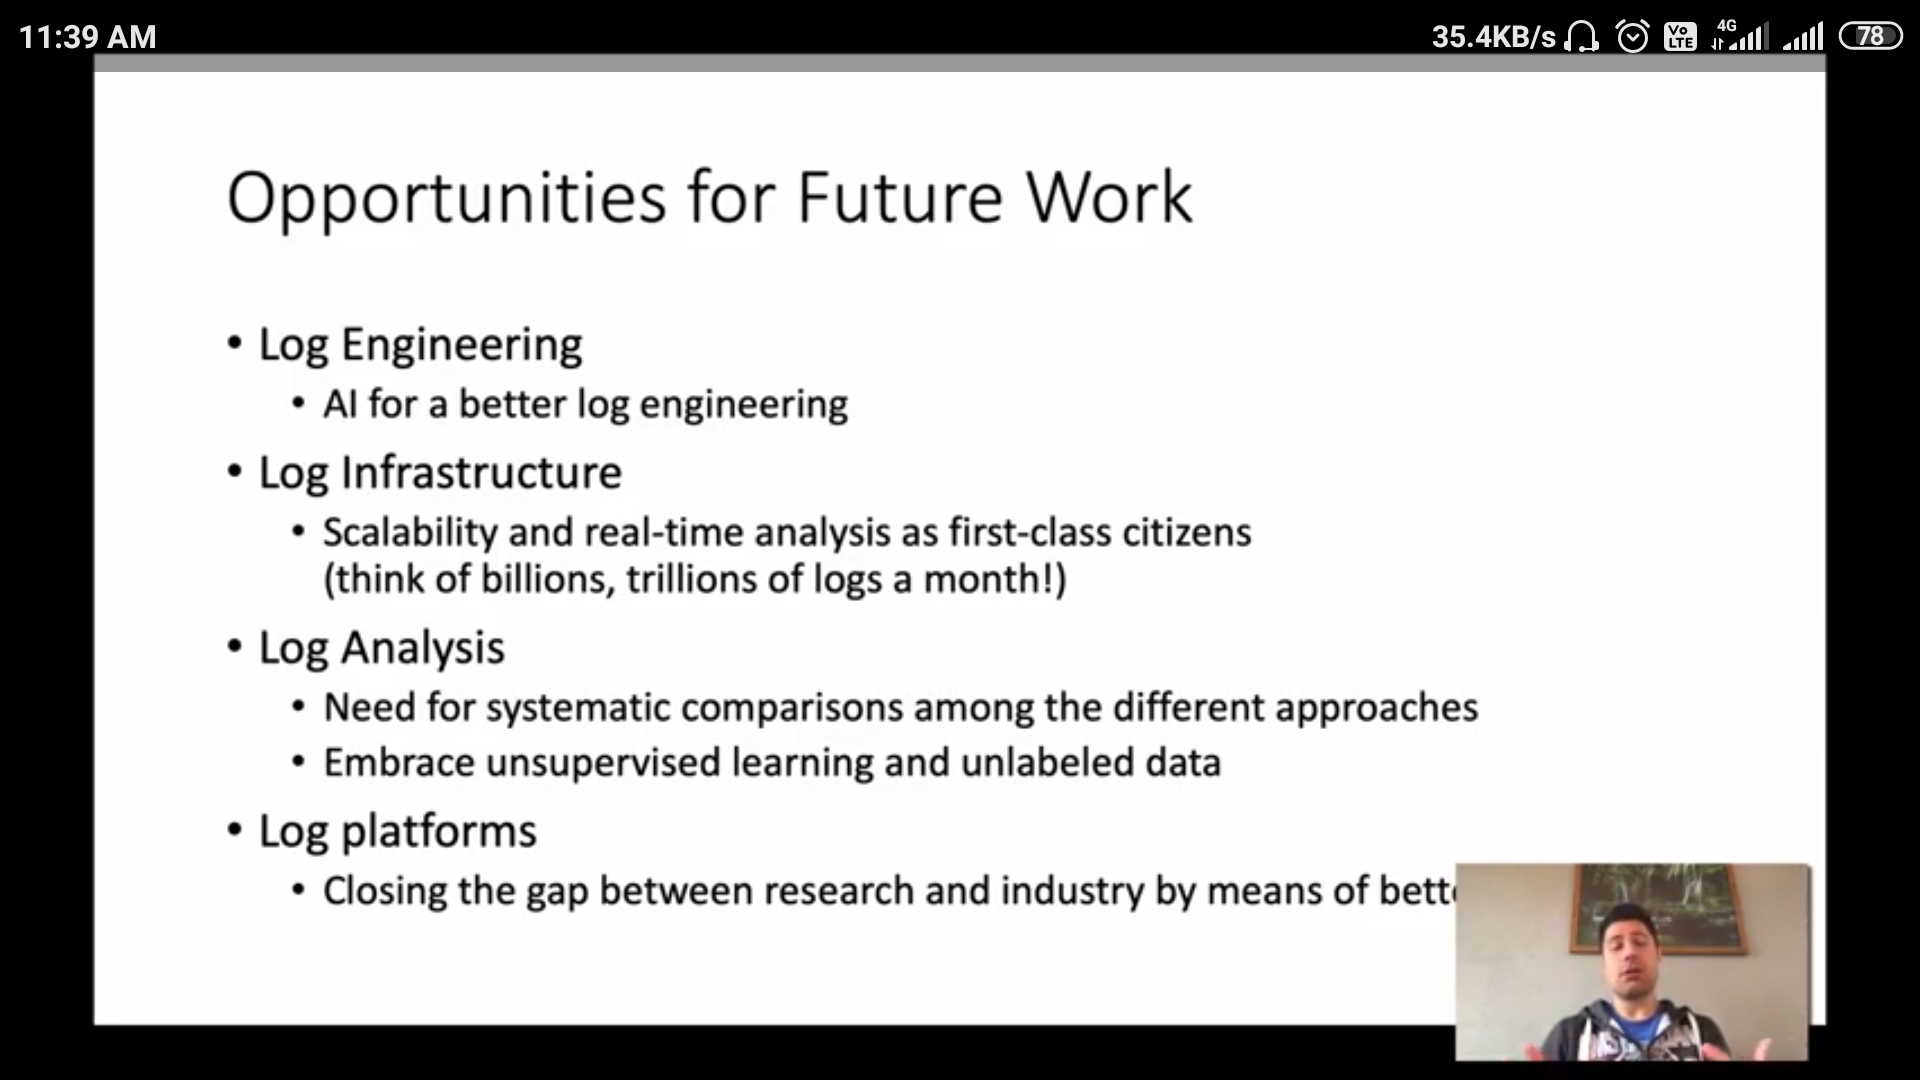 11:39 AM
35.4KB/s
Vo
LTE
4G
78
Opportunities for Future Work
• Log Engineering
• AI for a better log engineering
• Log Infrastructure
• Scalability and real-time analysis as first-class citizens
(think of billions, trillions of logs a month!)
• Log Analysis
• Need for systematic comparisons among the different approaches
• Embrace unsupervised learning and unlabeled data
• Log platforms
• Closing the gap between research and industry by means of